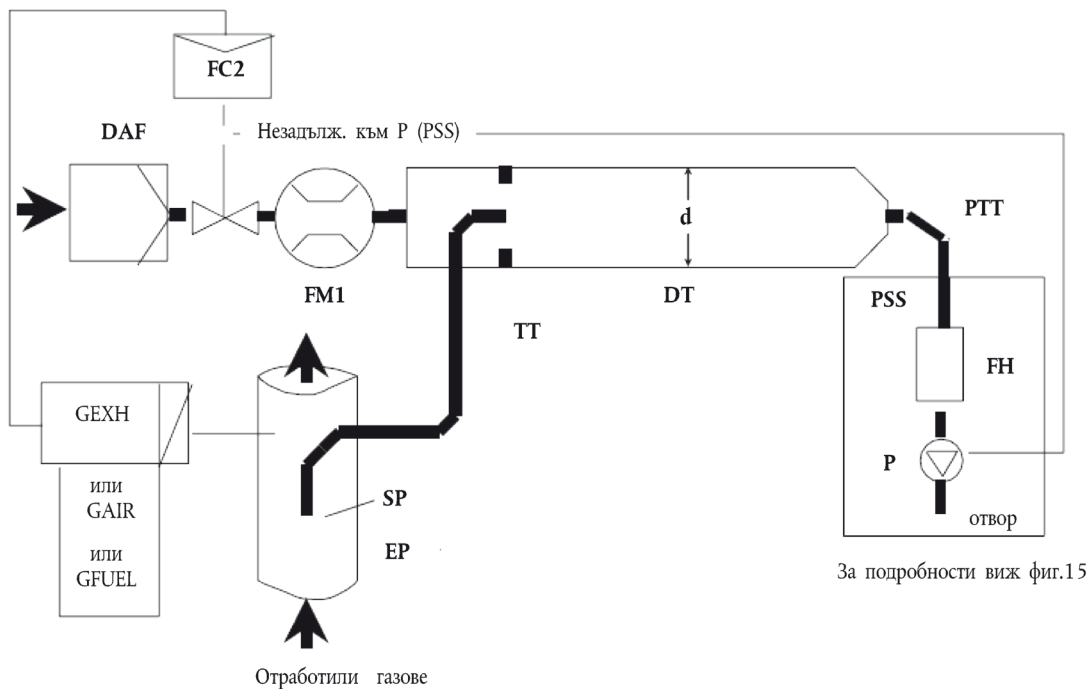 FC2
DAF
Незадълж. към P (PSS)
d
PTT
FM1
DT
PSS
TT
FH
GEXH
P
или
GAIR
SP
отвор
или
GFUEL
EP
За подробности виж фиг.15
Отработили газове